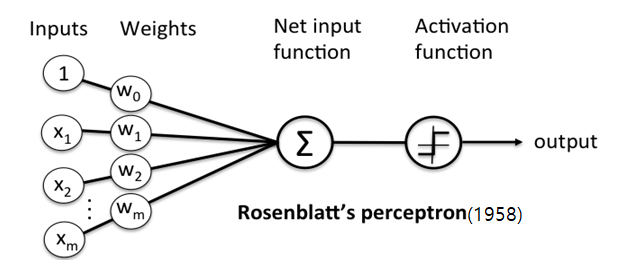 Inputs
Weights
Net input
function
Activation
function
1
w0
x1
w1
x2
w2
⋮
xm
wm
Σ
output
Rosenblatt's perceptron(1958)